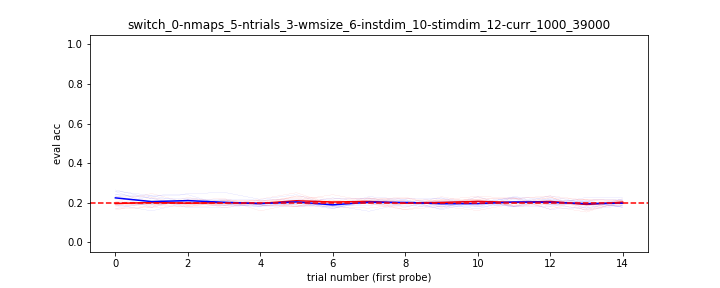 switch_0-nmaps_5-ntrials_3-wmsize_6-instdim_10-stimdim_12-curr_1000_39000
1.0
0.8
0.6
0.4
0.2
0.0
eval acc
0 2 4 6 8 10 12 14
trial number (first probe)